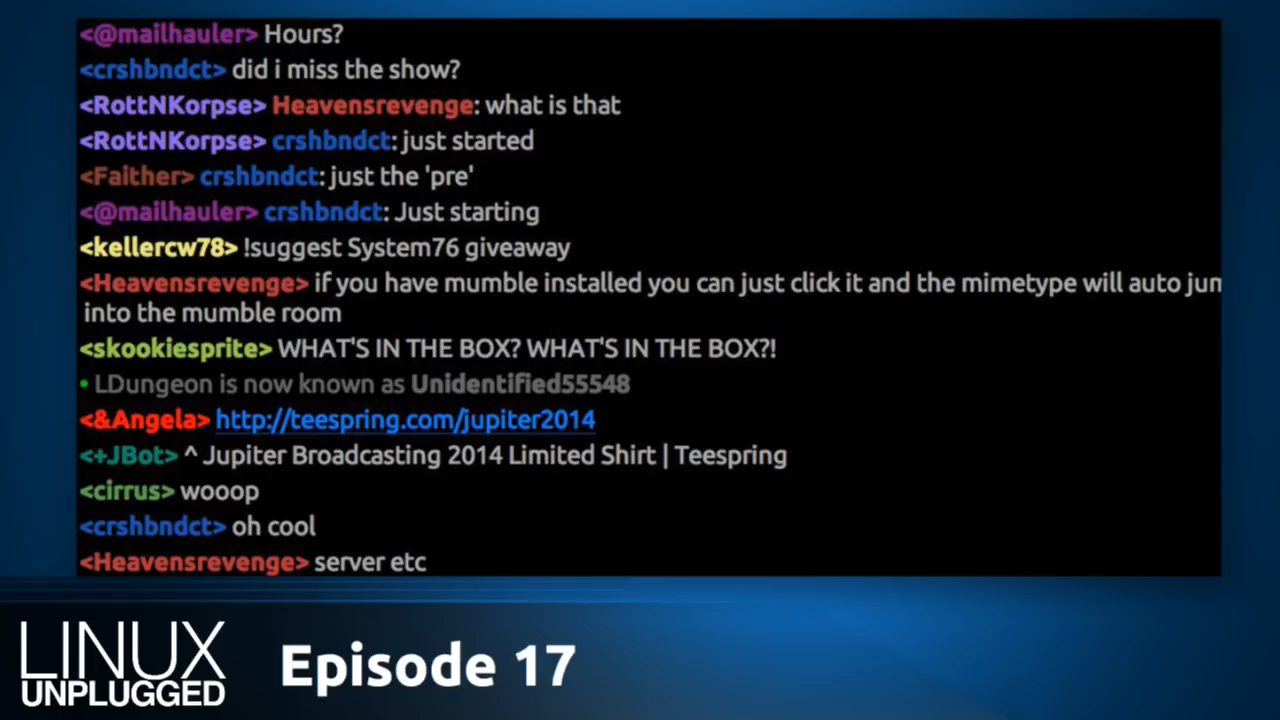 <@mailhauler> Hours?
<crshbndct> did i miss the show?
<RottNKorpse> Heavensrevenge: what is that
<RottNKorpse> crshbndct: just started
<Faither> crshbndct: just the 'pre'
<@mailhauler> crshbndct: Just starting
<kellercw78> !suggest System76 giveaway
<Heavensrevenge> if you have mumble installed you can just click it and the mimetype will auto
into the mumble room
<skookiesprite> WHAT'S IN THE BOX? WHAT'S IN THE BOX?!
• LDungeon is now known as Unidentified55548
<&Angela> http://teespring.com/jupiter2014
<+JBot> ^ Jupiter Broadcasting 2014 Limited Shirt | Teespring
<cirrus> wooop
<crshbndct> oh cool
<Heavensrevenge> server etc
LINUX
UNPLUGGED
Episode 17